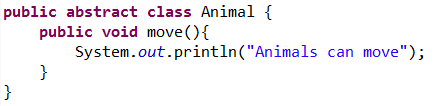 public abstract class Animal {
    public void move(){
        System.out.println("Animals can move");
    }
}